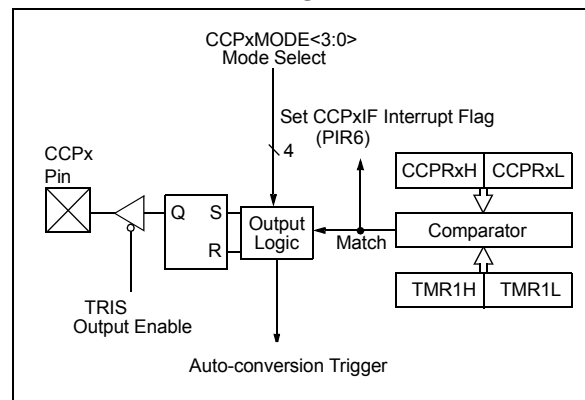 CCPxMODE<3:0>
Mode Select
Set CCPxIF Interrupt Flag
(PIR6)
4
CCPx
Pin
CCPRxH
CCPRxL
Q
S
R
Output
Logic
Match
Comparator
TRIS
Output Enable
TMR1H
TMR1L
Auto-conversion Trigger